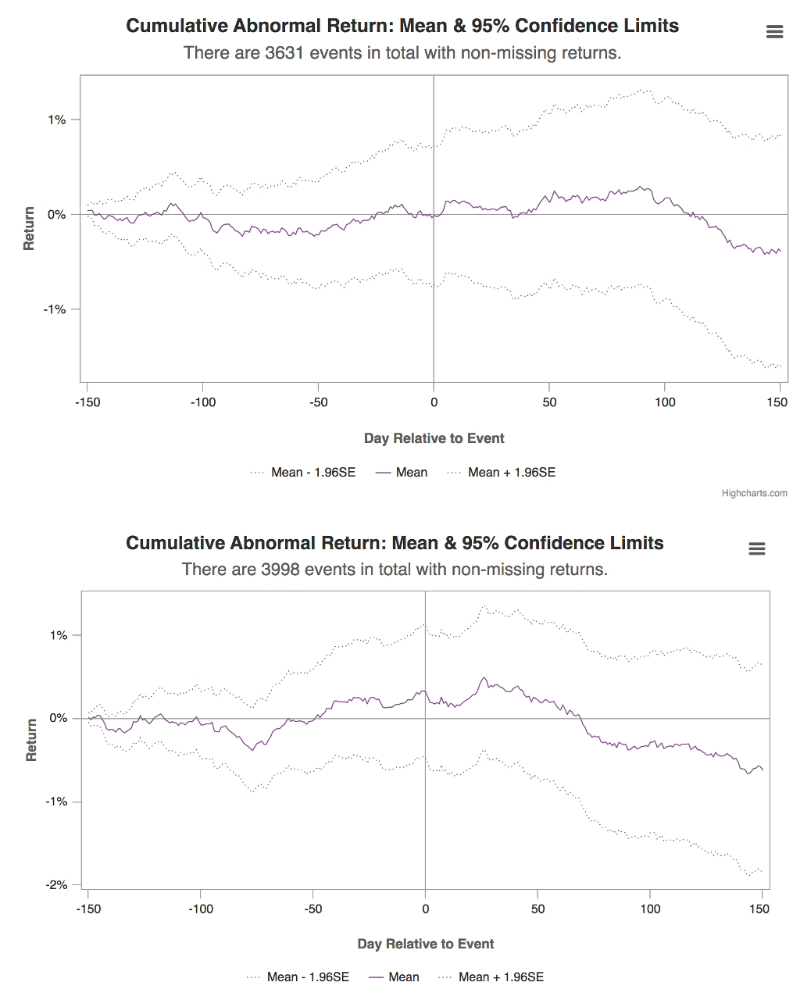 Cumulative Abnormal Return: Mean & 95% Confidence Limits
There are 3631 events in total with non-missing returns.
1%
0%
-1%
Return
-150 -100 -50 0 50 100 150
Day Relative to Event
Mean - 1.96SE Mean Mean + 1.96SE
Highcharts.com
Cumulative Abnormal Return: Mean & 95% Confidence Limits
There are 3998 events in total with non-missing returns.
1%
0%
-1%
-2%
Return
-150 -100 -50 0 50 100 150
Day Relative to Event
Mean - 1.96SE Mean Mean + 1.96SE